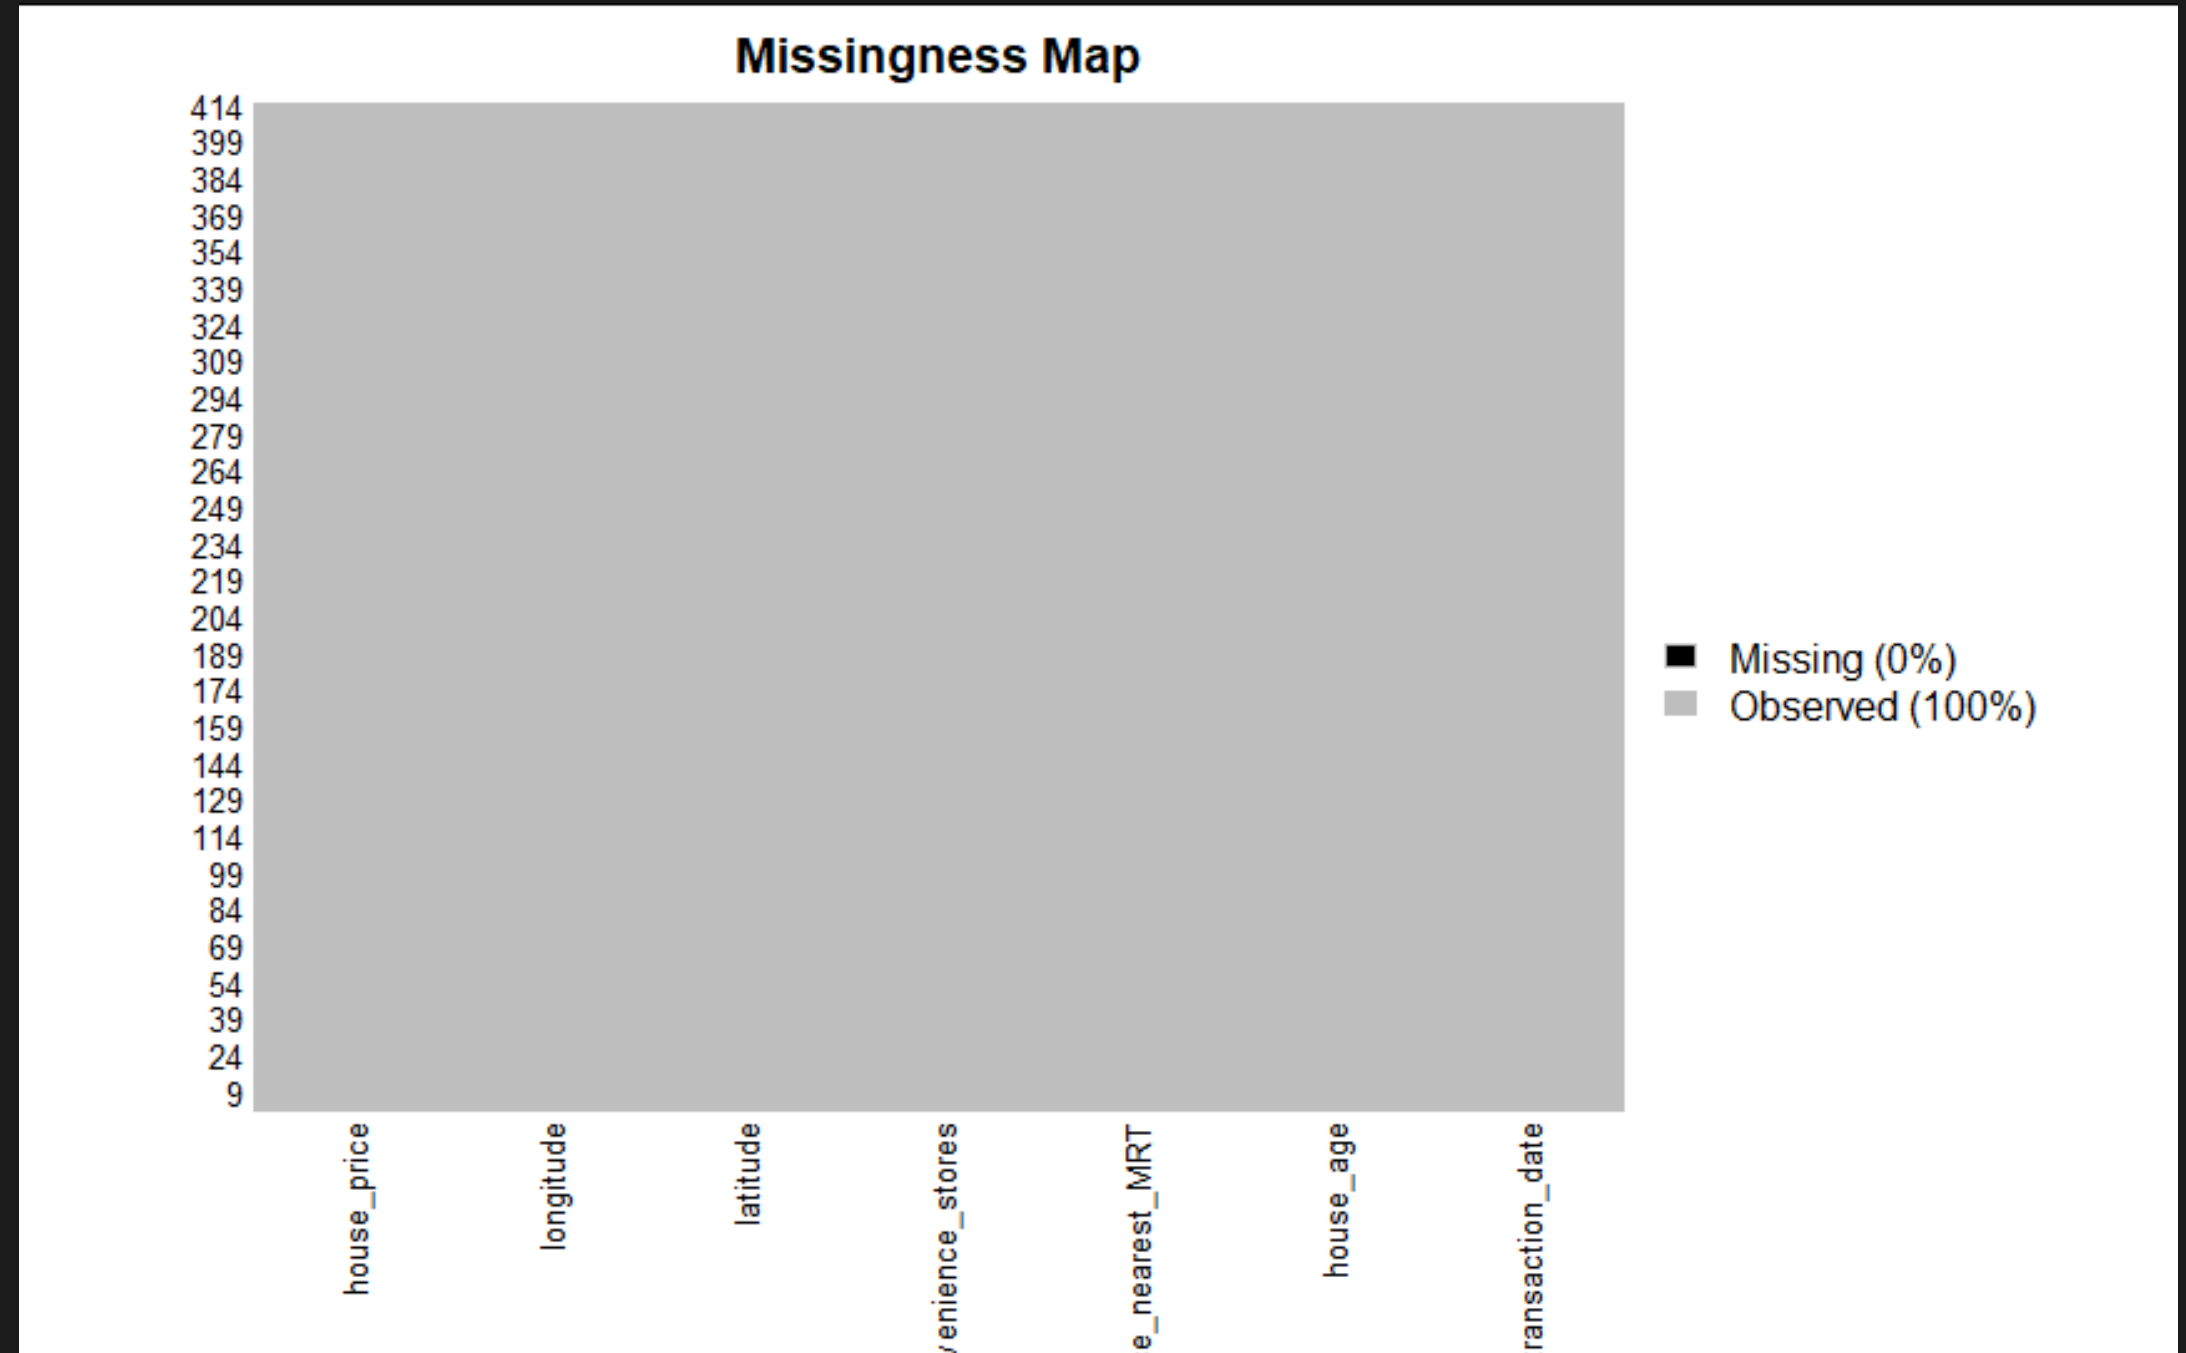 Missingness Map
414
399
384
369
354
339
324
309
294
279
264
249
234
219
204
189
174
159
144
129
114
99
84
69
54
39
24
9
Missing (0%)
Observed (100%)
house_price
longitude
latitude
venience_stores
e_nearest_MRT
house_age
ransaction_date